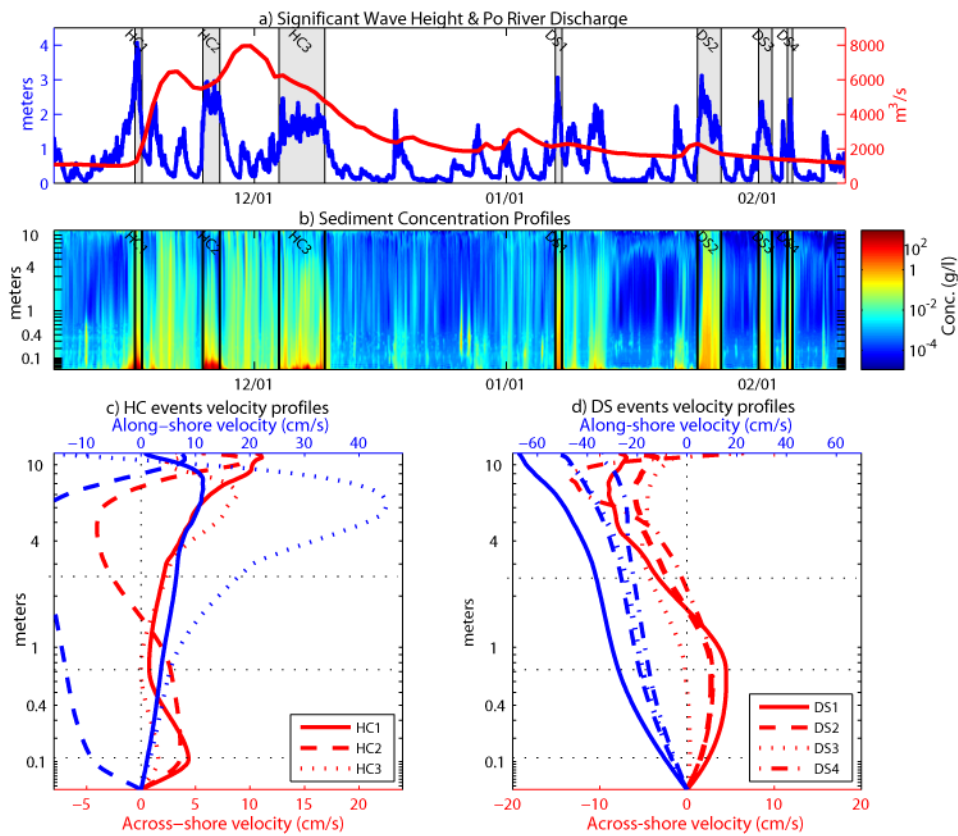 a) Significant Wave Height & Po River Discharge
HC1 HC2 HC3 DS1 DS2 DS3 DS4
4 3 2 1 0
meters
8000 6000 4000 2000 0
m³/s
12/01 01/01 02/01
b) Sediment Concentration Profiles
HC1 HC2 HC3 DS1 DS2 DS3 DS4
10 4 1 0.4 0.1
meters
10² 10⁰ 10⁻² 10⁻⁴
Conc. (g/l)
12/01 01/01 02/01
c) HC events velocity profiles
Along−shore velocity (cm/s)
−10 0 10 20 30 40
10 4 1 0.4 0.1
meters
HC1
HC2
HC3
−5 0 5 10 15 20
Across−shore velocity (cm/s)
d) DS events velocity profiles
Along-shore velocity (cm/s)
−60 −40 −20 0 20 40 60
10 4 1 0.4 0.1
meters
DS1
DS2
DS3
DS4
−20 −10 0 10 20
Across-shore velocity (cm/s)